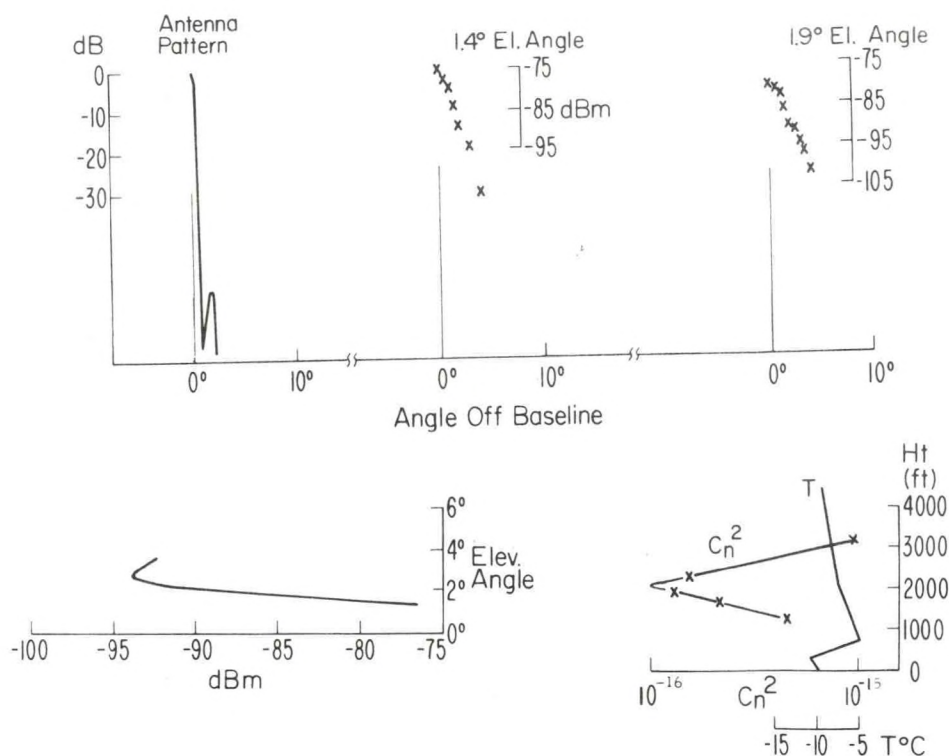 Antenna
Pattern
dB
0
-10
-20
-30
1.4° El. Angle
-75
-85 dBm
-95
1.9° El. Angle
-75
-85
-95
-105
0° 10° 0° 10° 0° 10°
Angle Off Baseline
6°
4°
2°
0°
Elev.
Angle
-100 -95 -90 -85 -80 -75
dBm
Ht
(ft)
4000
3000
2000
1000
0
T
Cn²
10⁻¹⁶ Cn² 10⁻¹⁵
-15 -10 -5 T°C